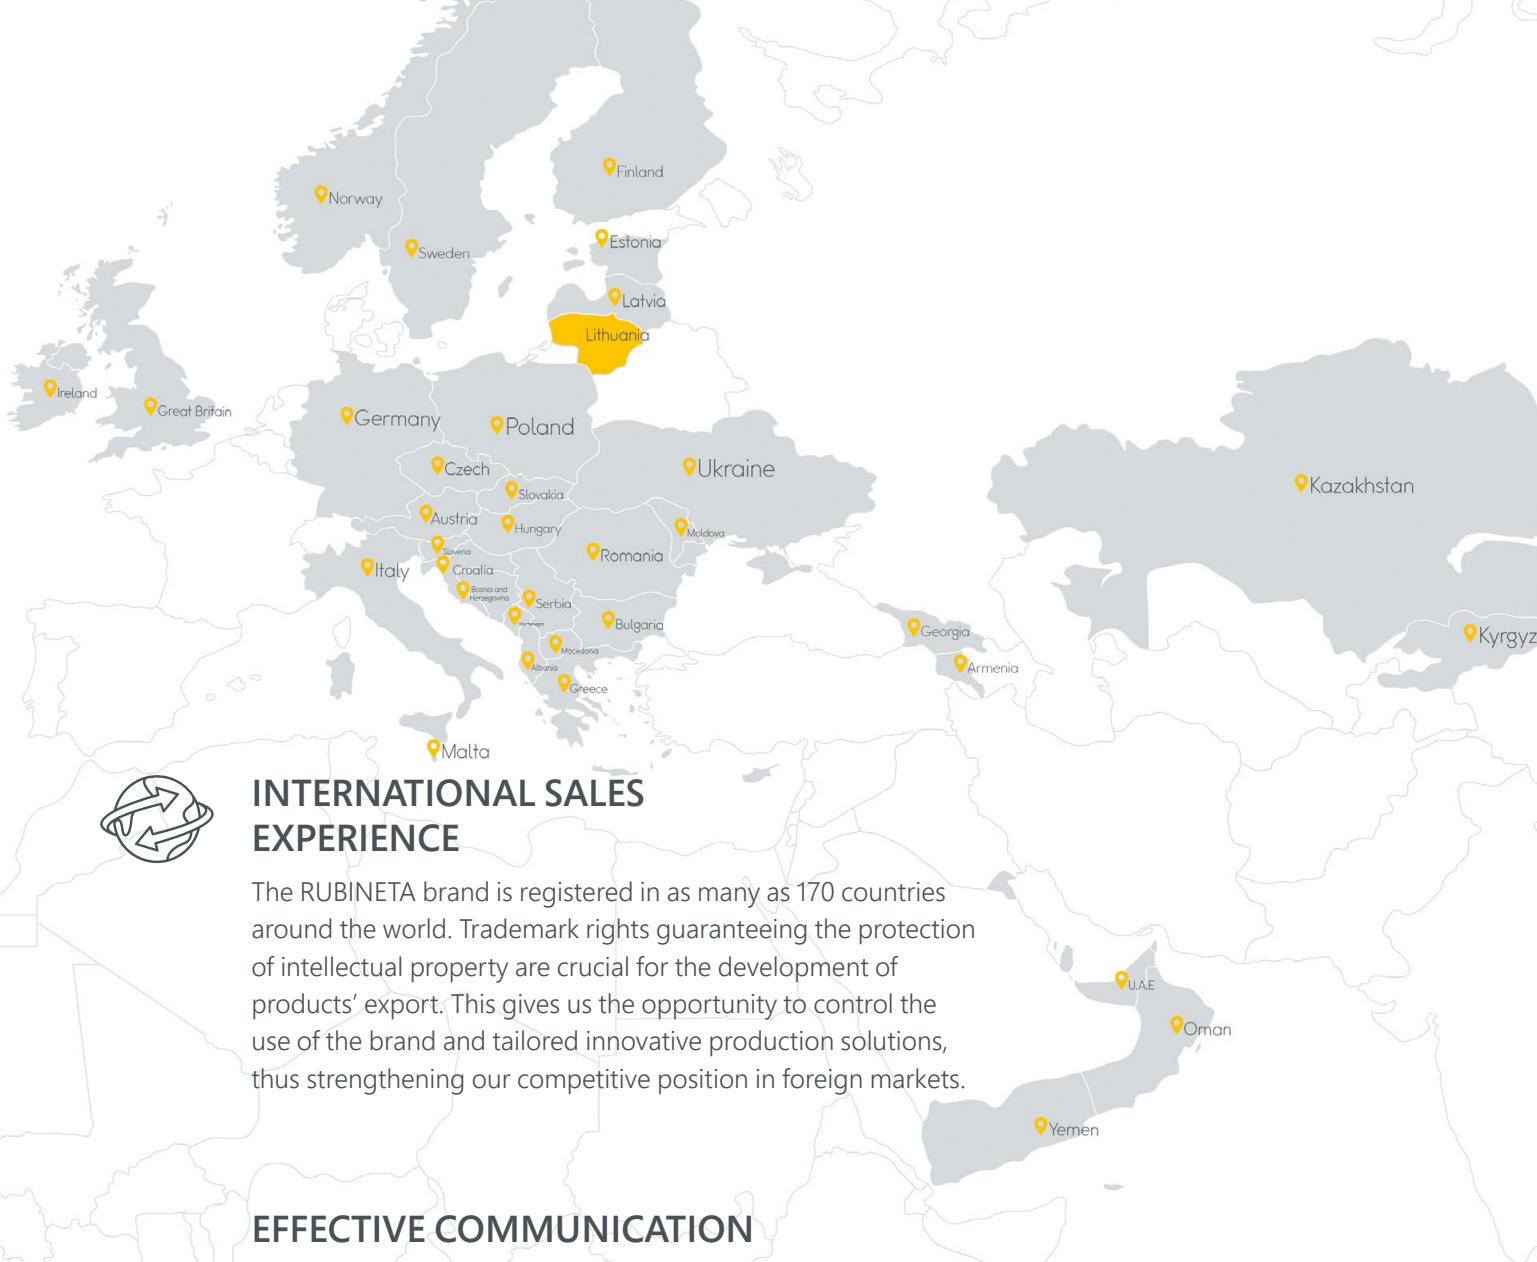 Finland
Norway
Estonia
Sweden
Latvia
Lithuania
Ireland
Great Britain
Germany
Poland
Czech
Ukraine
Slovakia
Kazakhstan
Austria
Hungary
Moldova
Slovenia
Romania
Italy
Croatia
Bosnia and
Herzegovina
Serbia
Montenegro
Bulgaria
Georgia
Kyrgyz
Macedonia
Albania
Armenia
Greece
Malta
INTERNATIONAL SALES
EXPERIENCE
The RUBINETA brand is registered in as many as 170 countries
around the world. Trademark rights guaranteeing the protection
of intellectual property are crucial for the development of
products’ export. This gives us the opportunity to control the
use of the brand and tailored innovative production solutions,
thus strengthening our competitive position in foreign markets.
U.A.E
Oman
Yemen
EFFECTIVE COMMUNICATION